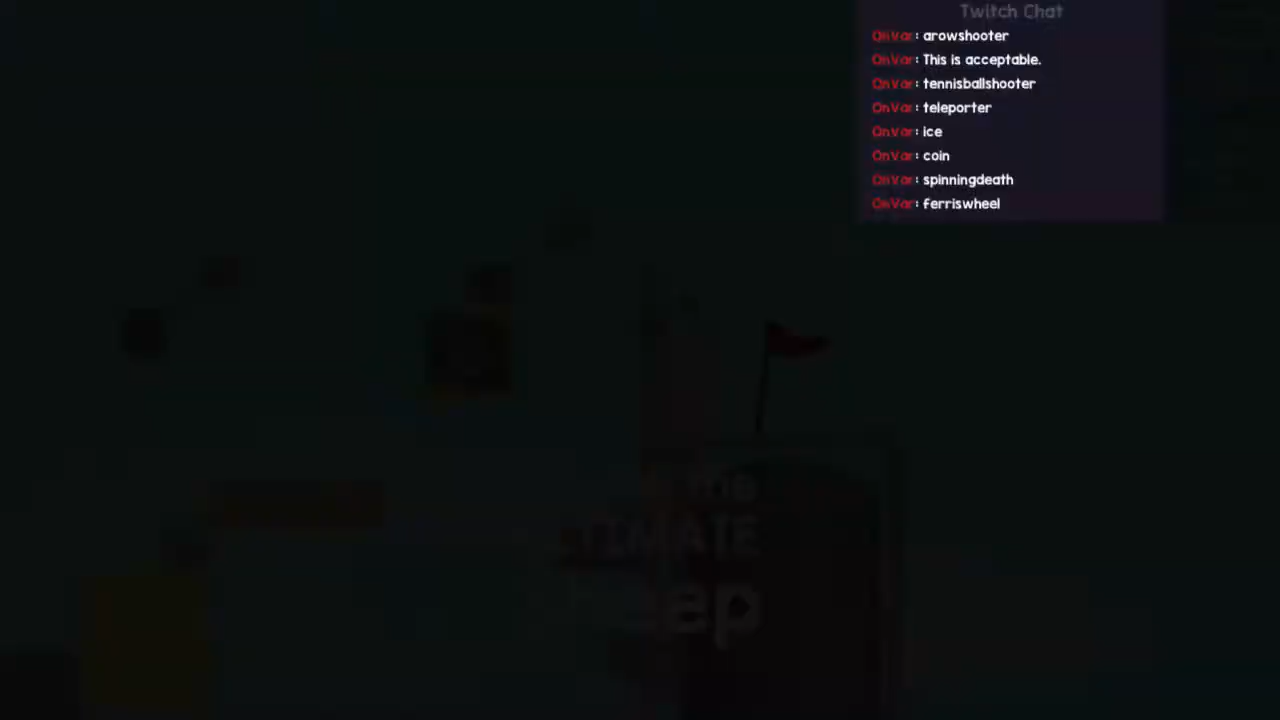 Twitch Chat
OnVar: arowshooter
OnVar: This is acceptable.
OnVar: tennisballshooter
OnVar: teleporter
OnVar: ice
OnVar: coin
OnVar: spinningdeath
OnVar: ferriswheel